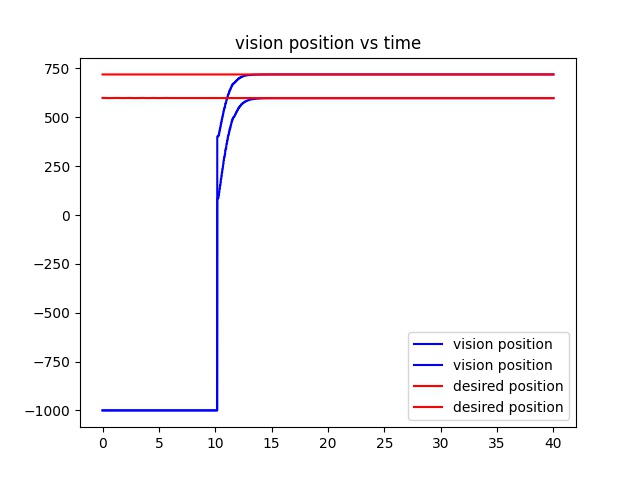 vision position vs time
750
500
250
0
−250
−500
−750
−1000
vision position
vision position
desired position
desired position
0 5 10 15 20 25 30 35 40